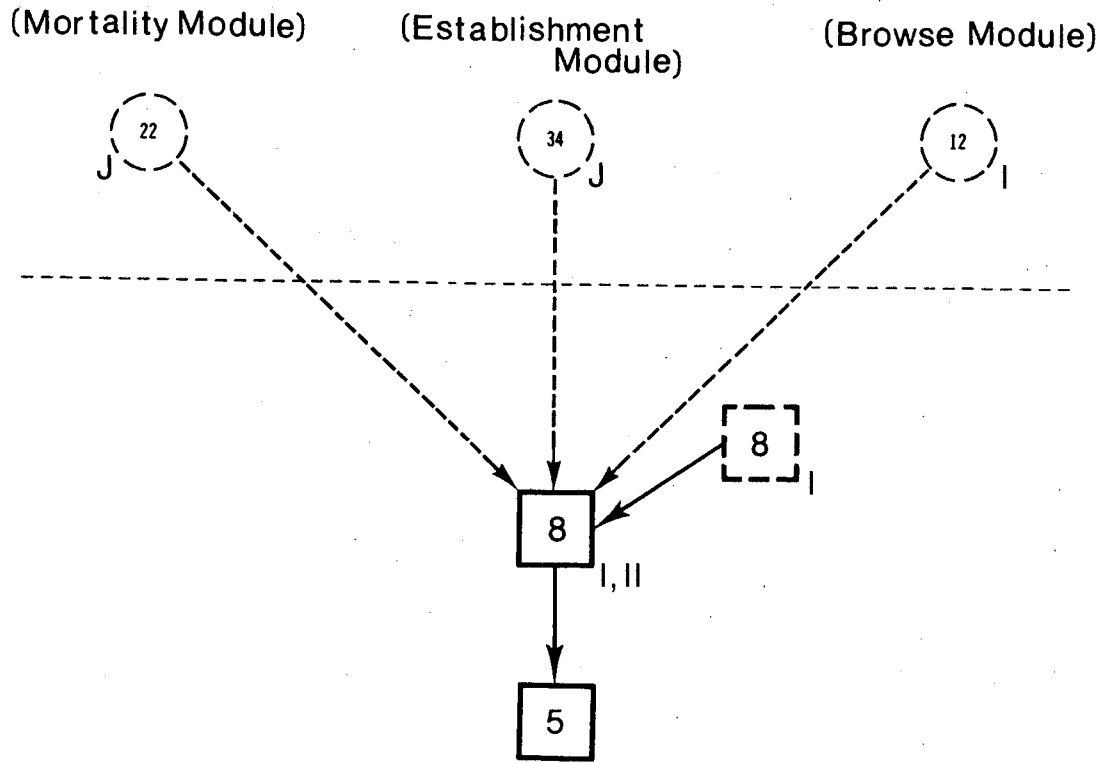 (Mortality Module)
(Establishment
Module)
(Browse Module)
22
J
34
J
12
I
8
I
8
I, II
5